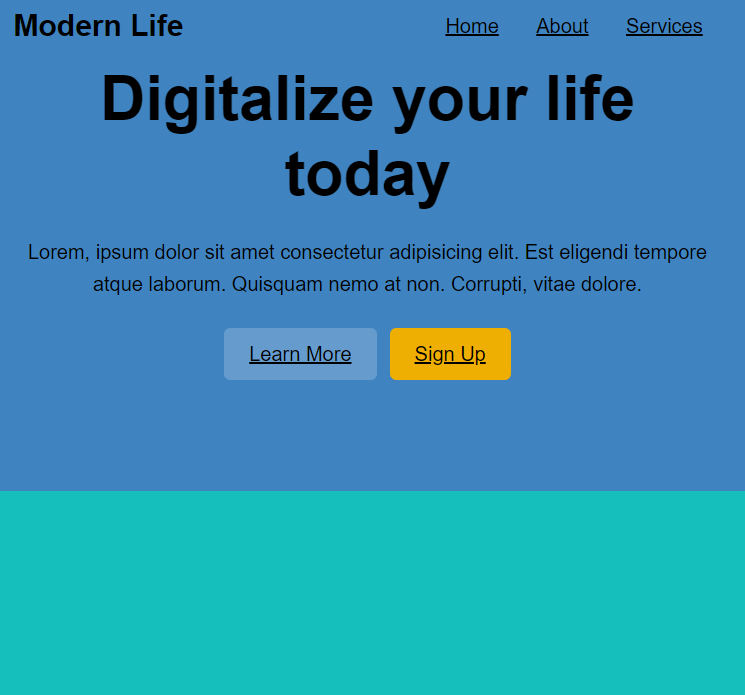 Modern Life
Home About Services
Digitalize your life
today
Lorem, ipsum dolor sit amet consectetur adipisicing elit. Est eligendi tempore
atque laborum. Quisquam nemo at non. Corrupti, vitae dolore.
Learn More Sign Up